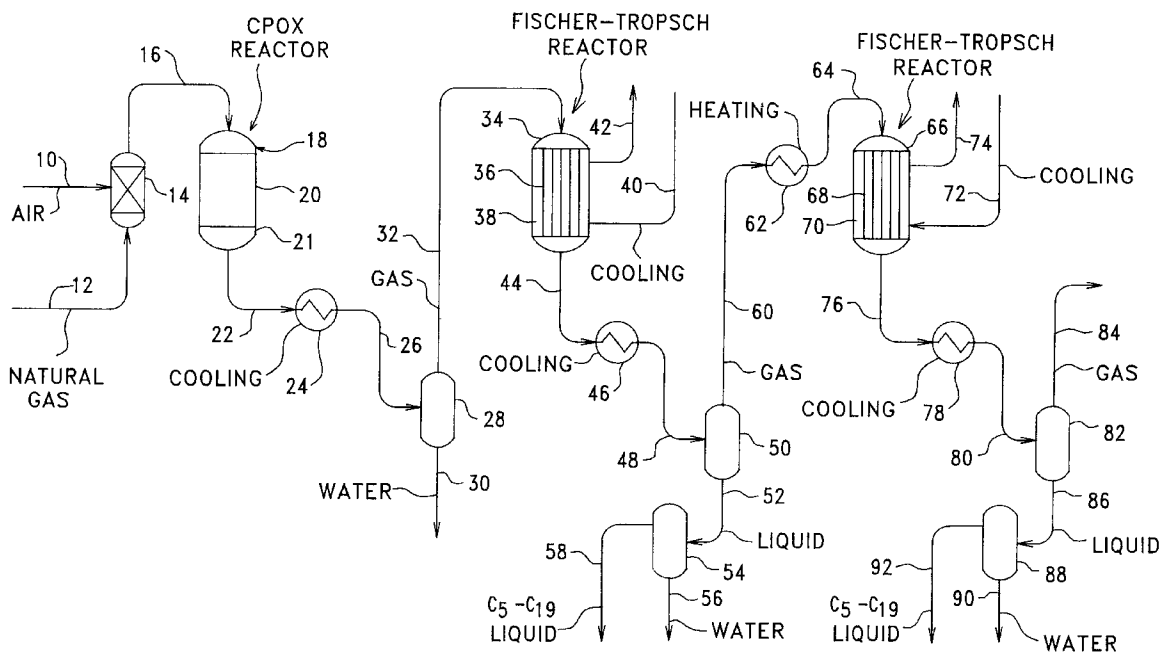 CPOX
REACTOR
16
10
AIR
14
18
20
21
12
NATURAL
GAS
22
COOLING
24
26
28
30
WATER
32
GAS
FISCHER-TROPSCH
REACTOR
34
36
38
42
40
COOLING
44
COOLING
46
48
50
52
LIQUID
54
56
WATER
58
C5-C19
LIQUID
60
GAS
HEATING
62
64
FISCHER-TROPSCH
REACTOR
66
68
70
74
72
COOLING
76
COOLING
78
80
82
84
GAS
86
LIQUID
88
90
WATER
92
C5-C19
LIQUID